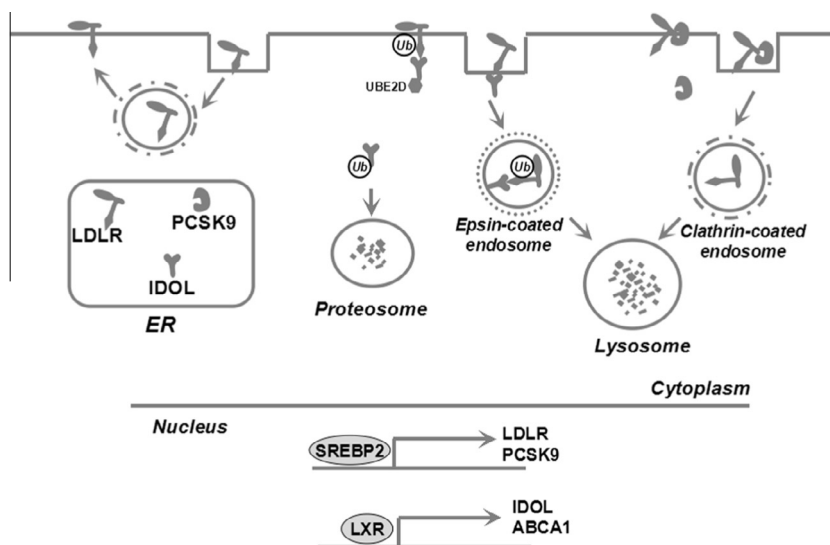 Ub
UBE2D
Ub
Ub
Epsin-coated
endosome
Clathrin-coated
endosome
LDLR
PCSK9
IDOL
ER
Proteosome
Lysosome
Cytoplasm
Nucleus
SREBP2
LDLR
PCSK9
LXR
IDOL
ABCA1